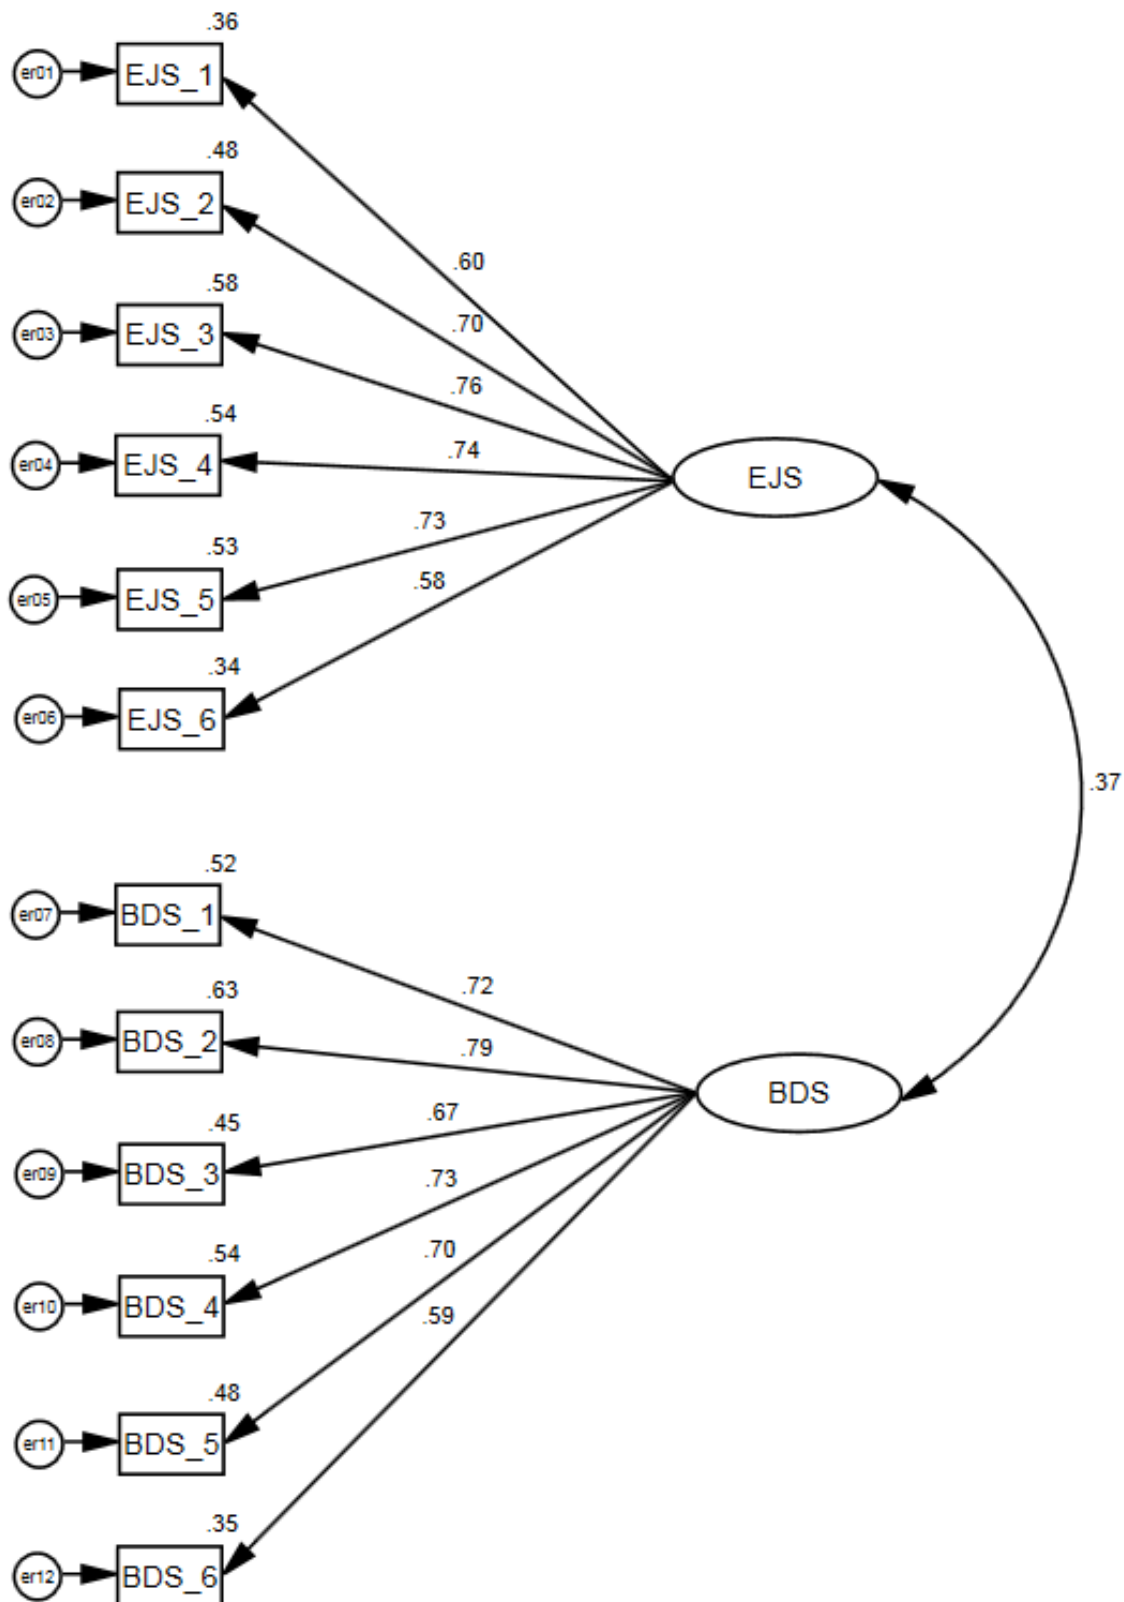 .36
er01
EJS_1
.48
er02
EJS_2
.60
.58
er03
EJS_3
.70
.76
.54
er04
EJS_4
.74
EJS
.73
.53
er05
EJS_5
.58
.34
er06
EJS_6
.37
.52
er07
BDS_1
.72
.63
er08
BDS_2
.79
BDS
.67
.45
er09
BDS_3
.73
.54
er10
BDS_4
.70
.59
.48
er11
BDS_5
.35
er12
BDS_6